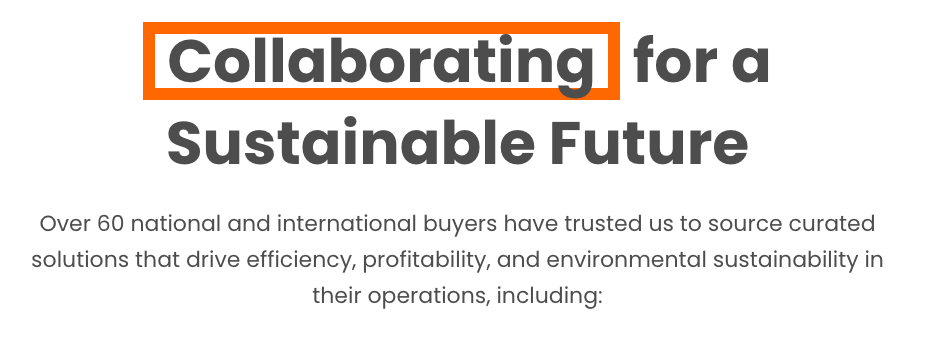 Collaborating for a
Sustainable Future
Over 60 national and international buyers have trusted us to source curated
solutions that drive efficiency, profitability, and environmental sustainability in
their operations, including: